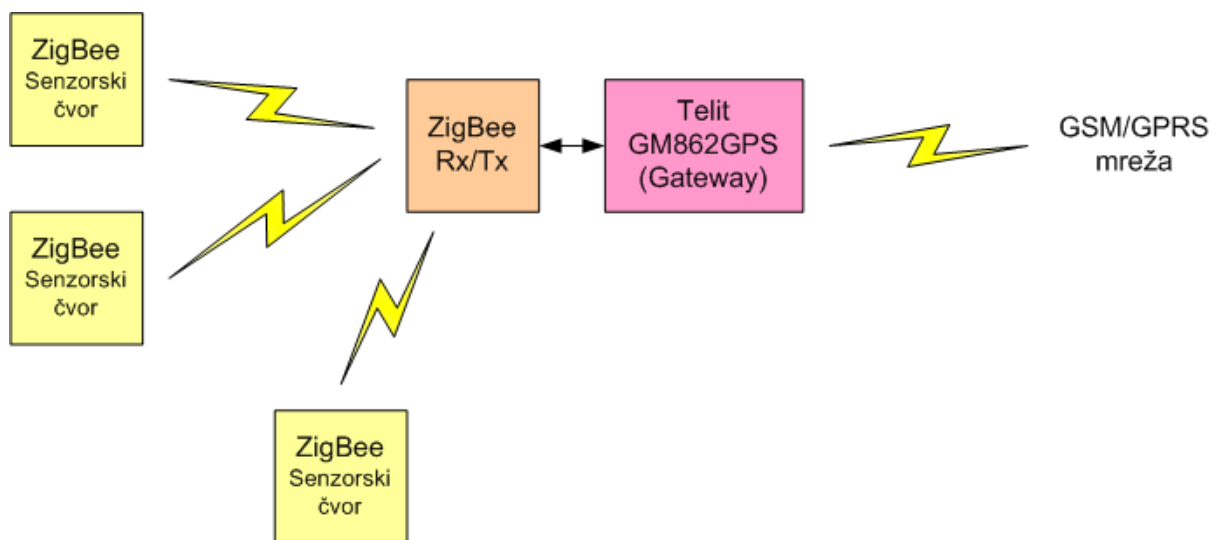 ZigBee
Senzorski
čvor
ZigBee
Rx/Tx
Telit
GM862GPS
(Gateway)
GSM/GPRS
mreža
ZigBee
Senzorski
čvor
ZigBee
Senzorski
čvor